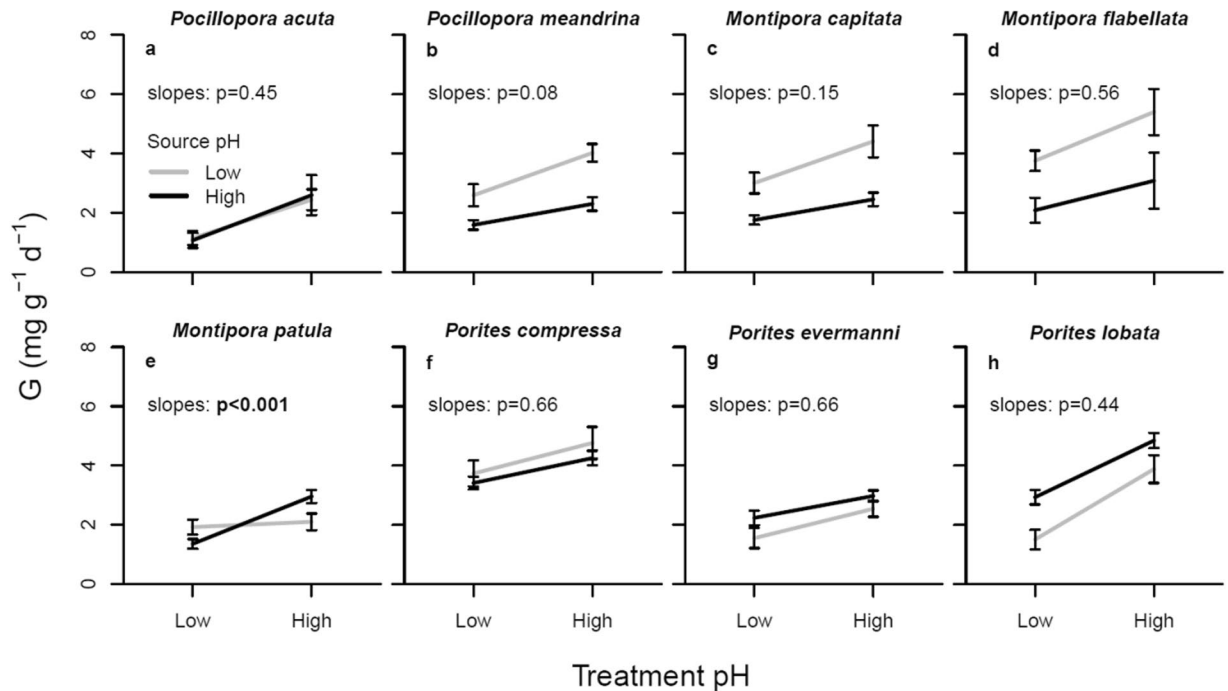 Pocillopora acuta
Pocillopora meandrina
Montipora capitata
Montipora flabellata
a
b
c
d
slopes: p=0.45
slopes: p=0.08
slopes: p=0.15
slopes: p=0.56
Source pH
Low
High
8
6
4
2
0
Montipora patula
Porites compressa
Porites evermanni
Porites lobata
e
f
g
h
slopes: p<0.001
slopes: p=0.66
slopes: p=0.66
slopes: p=0.44
8
6
4
2
0
G (mg g⁻¹ d⁻¹)
Low High
Low High
Low High
Low High
Treatment pH